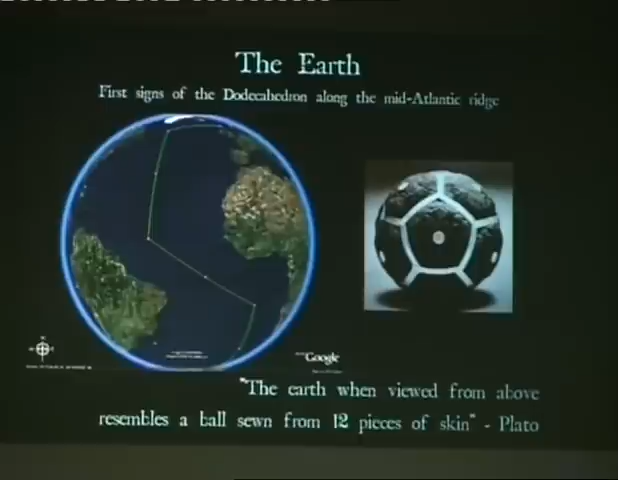 The Earth
First signs of the Dodecahedron along the mid-Atlantic ridge
Google
"The earth when viewed from above
resembles a ball sewn from 12 pieces of skin" - Plato